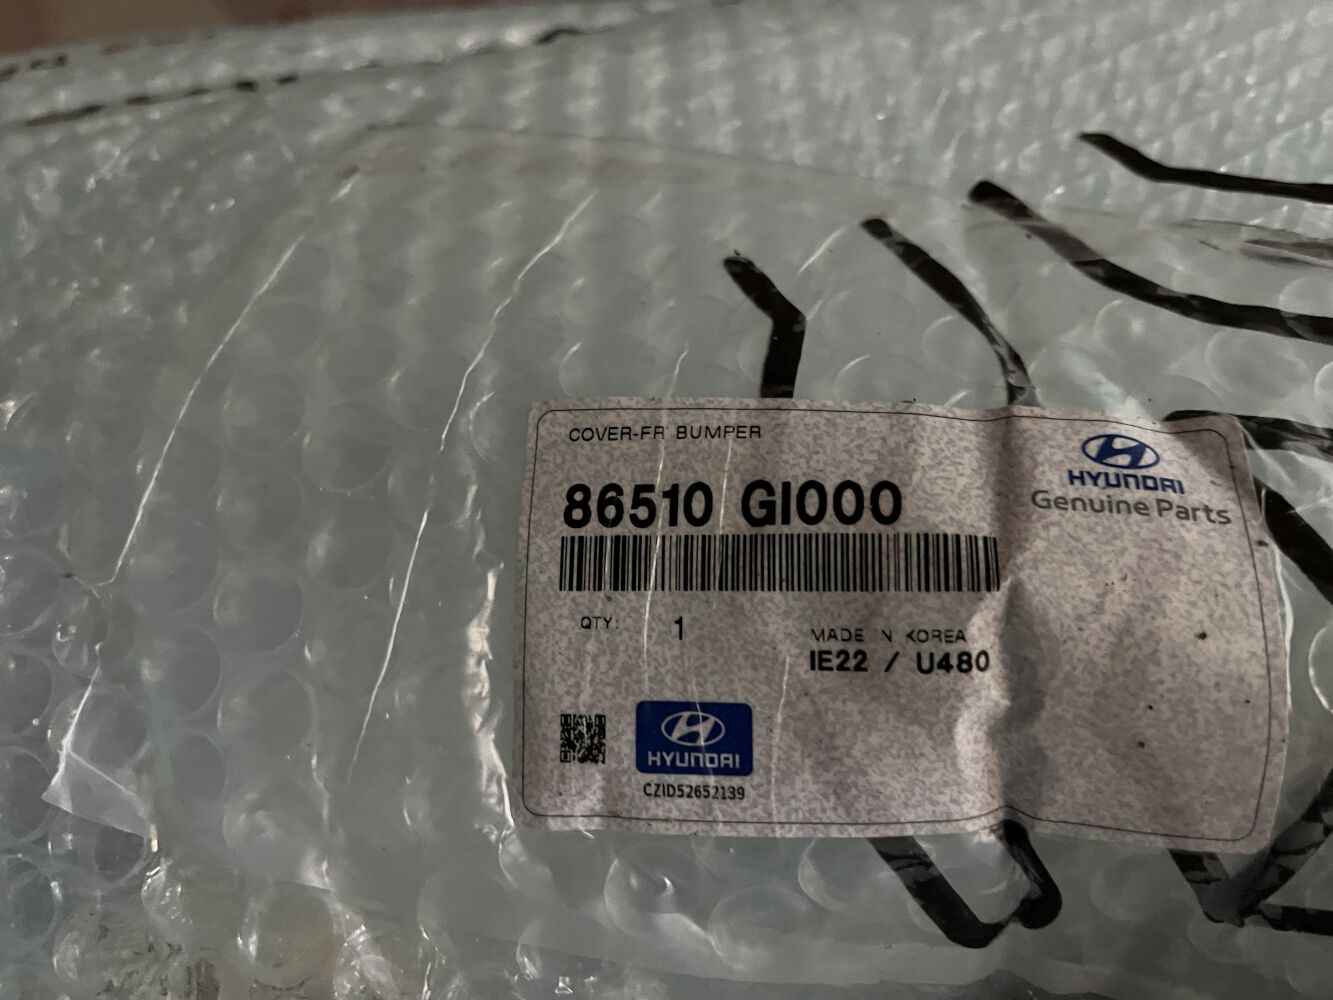 COVER-FR BUMPER
HYUNDAI
Genuine Parts
86510 GI000
QTY: 1
MADE IN KOREA
IE22 / U480
HYUNDAI
CZID52652139